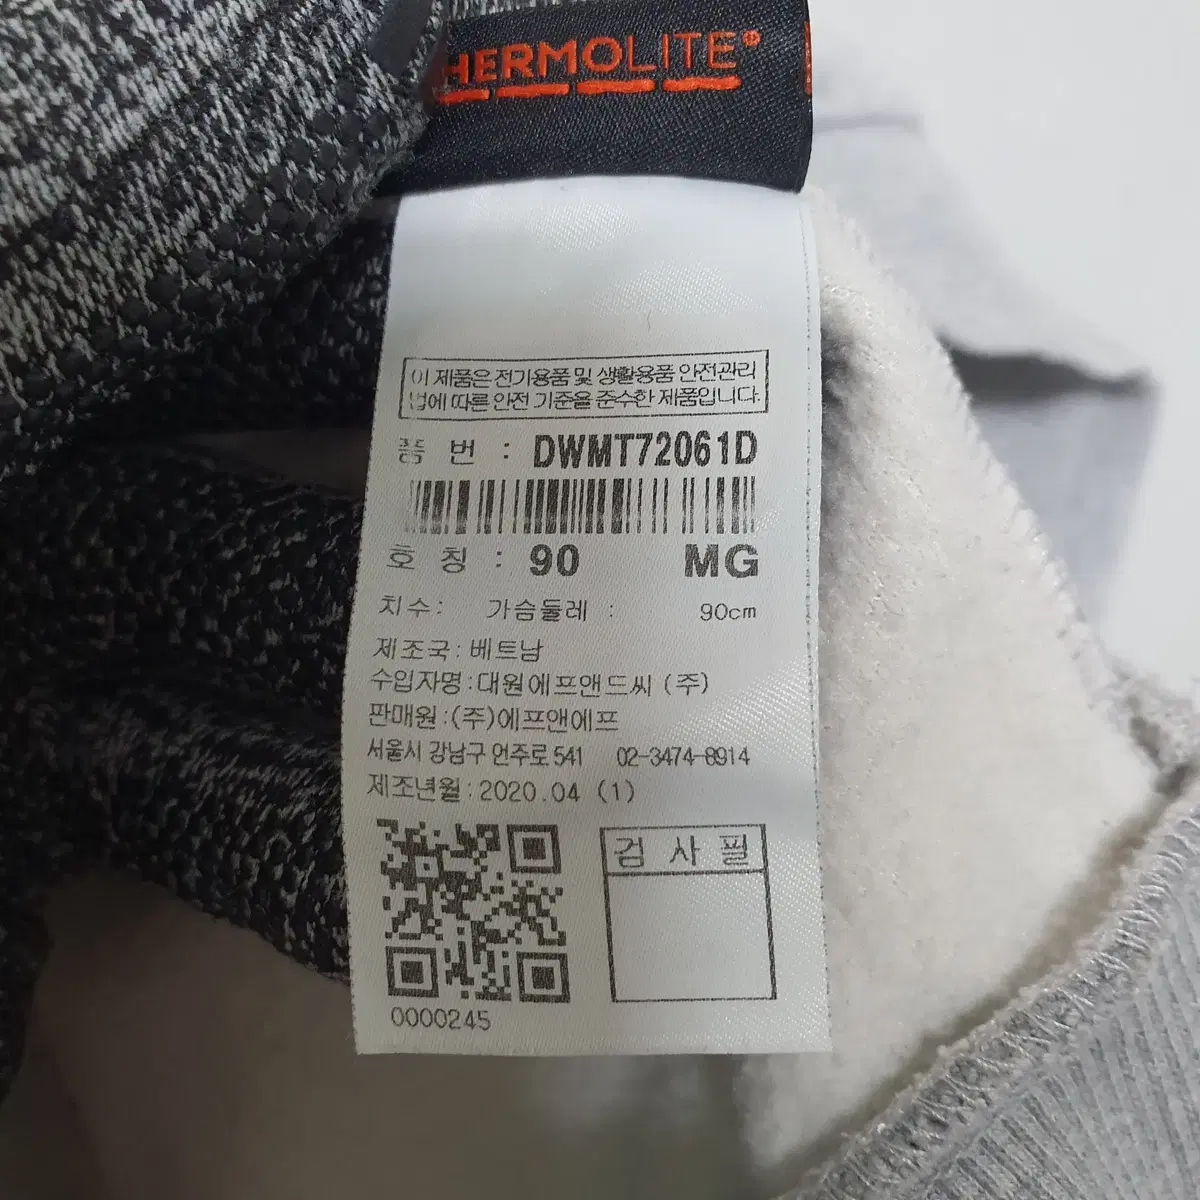 HERMOLITE®
이 제품은 전기용품 및 생활용품 안전관리
법에 따른 안전 기준을 준수한 제품입니다.
품 번 : DWMT72061D
호 칭 : 90 MG
치수: 가슴둘레 : 90cm
제조국 : 베트남
수입자명 : 대원에프앤드씨 (주)
판매원 : (주)에프앤에프
서울시 강남구 언주로 541 02-3474-8914
제조년월 : 2020.04 (1)
검 사 필
0000245